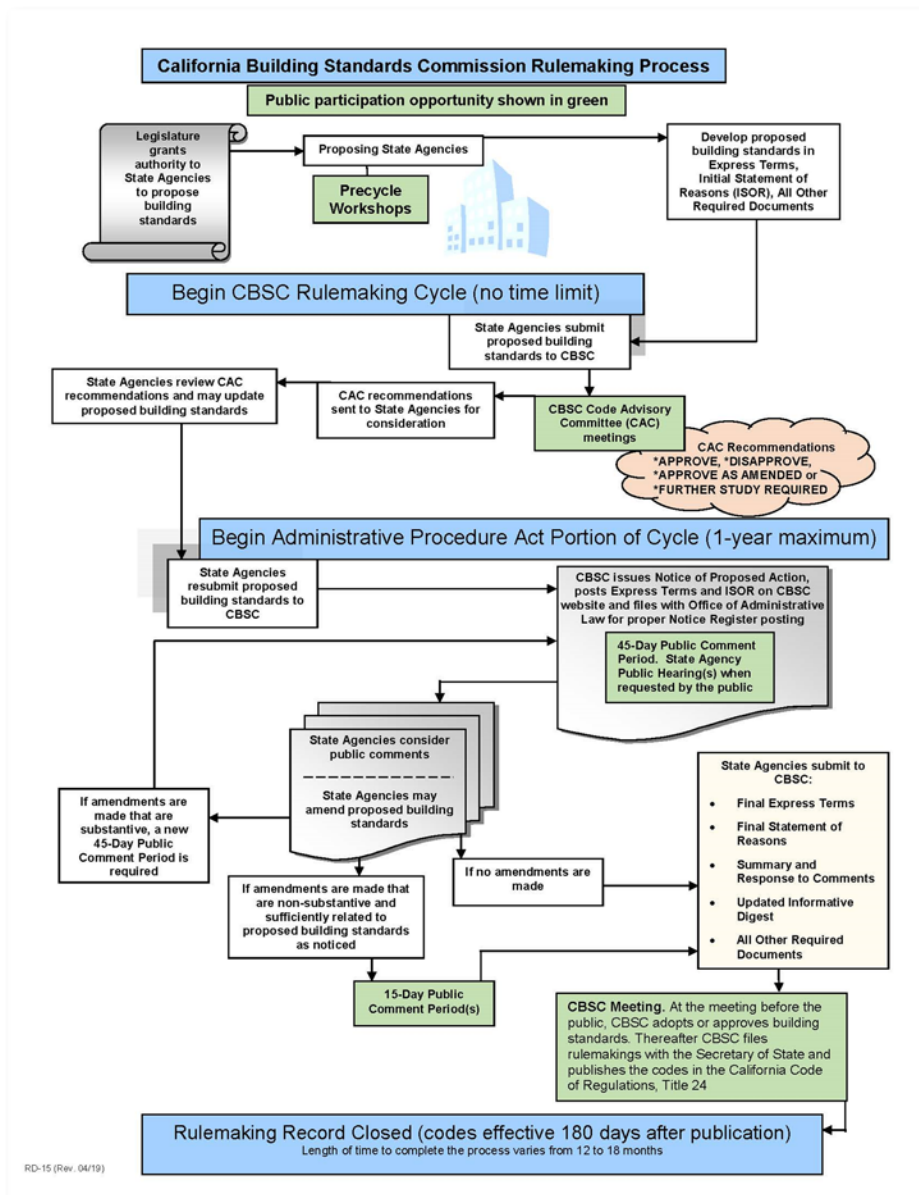 California Building Standards Commission Rulemaking Process
Public participation opportunity shown in green
Legislature
grants
authority to
State Agencies
to propose
building
standards
Proposing State Agencies
Precycle
Workshops
Develop proposed
building standards in
Express Terms,
Initial Statement of
Reasons (ISOR), All Other
Required Documents
Begin CBSC Rulemaking Cycle (no time limit)
State Agencies submit
proposed building
standards to CBSC
State Agencies review CAC
recommendations and may update
proposed building standards
CAC recommendations
sent to State Agencies for
consideration
CBSC Code Advisory
Committee (CAC)
meetings
CAC Recommendations
*APPROVE, *DISAPPROVE,
*APPROVE AS AMENDED or
*FURTHER STUDY REQUIRED
Begin Administrative Procedure Act Portion of Cycle (1-year maximum)
State Agencies
resubmit proposed
building standards to
CBSC
CBSC issues Notice of Proposed Action,
posts Express Terms and ISOR on CBSC
website and files with Office of Administrative
Law for proper Notice Register posting
45-Day Public Comment
Period. State Agency
Public Hearing(s) when
requested by the public
State Agencies consider
public comments
State Agencies may
amend proposed building
standards
If amendments are
made that are
substantive, a new
45-Day Public
Comment Period is
required
If amendments are made that
are non-substantive and
sufficiently related to
proposed building standards
as noticed
If no amendments are
made
State Agencies submit to
CBSC:
• Final Express Terms
• Final Statement of
Reasons
• Summary and
Response to Comments
• Updated Informative
Digest
• All Other Required
Documents
15-Day Public
Comment Period(s)
CBSC Meeting. At the meeting before the
public, CBSC adopts or approves building
standards. Thereafter CBSC files
rulemakings with the Secretary of State and
publishes the codes in the California Code
of Regulations, Title 24
Rulemaking Record Closed (codes effective 180 days after publication)
Length of time to complete the process varies from 12 to 18 months
RD-15 (Rev. 04/19)